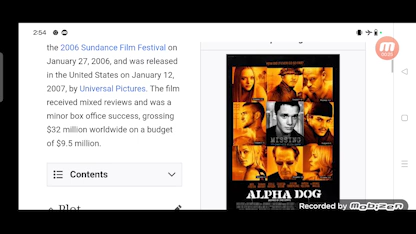 2:54
the 2006 Sundance Film Festival on
January 27, 2006, and was released
in the United States on January 12,
2007, by Universal Pictures. The film
received mixed reviews and was a
minor box office success, grossing
$32 million worldwide on a budget
of $9.5 million.
Contents
Plot
MISSING
ALPHA DOG
Recorded by MOBIZEN